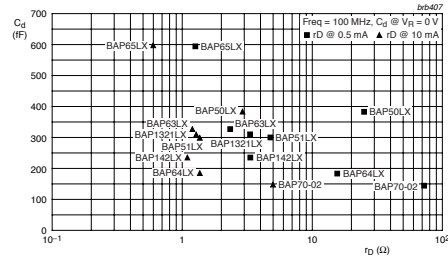 brb407
Cd
(fF)
700
600
500
400
300
200
100
0
Freq = 100 MHz, Cd @ VR = 0 V
■ rD @ 0.5 mA ▲ rD @ 10 mA
BAP65LX
BAP65LX
BAP50LX
BAP50LX
BAP63LX
BAP63LX
BAP1321LX
BAP51LX
BAP51LX
BAP1321LX
BAP142LX
BAP142LX
BAP64LX
BAP64LX
BAP70-02
BAP70-02
10−1
1
10
102
rD (Ω)